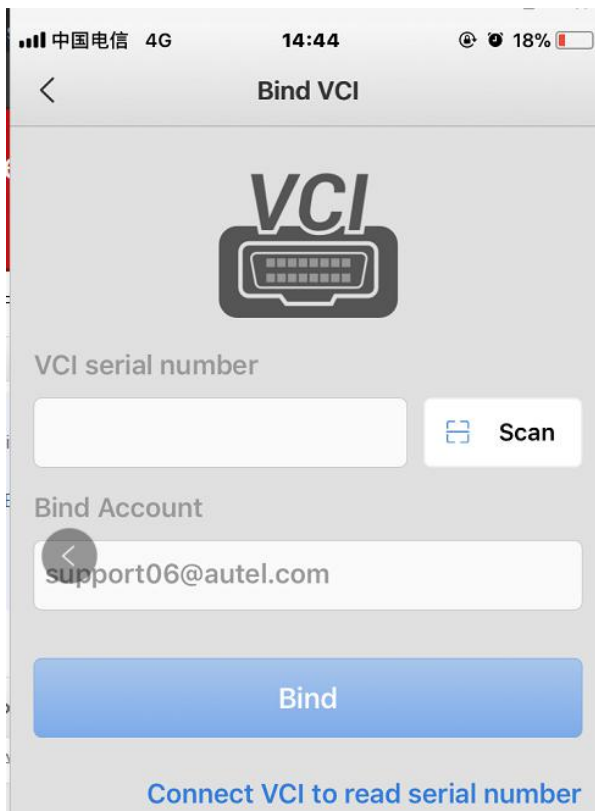 中国电信 4G 14:44 18%
Bind VCI
VCI
VCI serial number
Scan
Bind Account
support06@autel.com
Bind
Connect VCI to read serial number